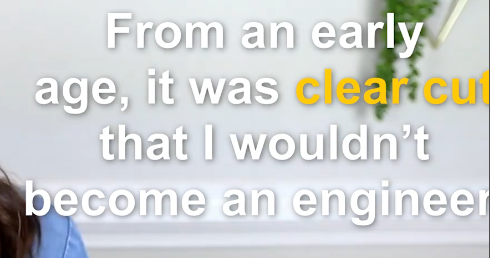 From an early
age, it was clear cut
that I wouldn’t
become an engineer